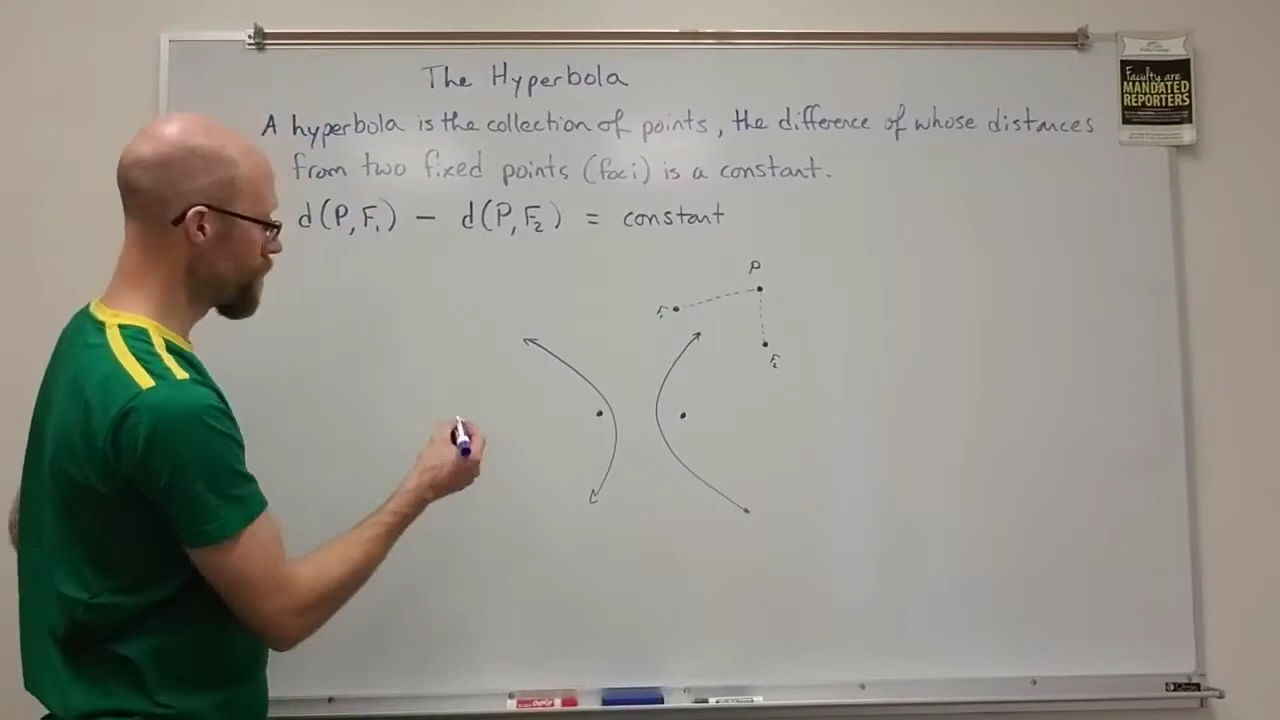 The Hyperbola
A hyperbola is the collection of points, the difference of whose distances
from two fixed points (foci) is a constant.
d(P,F₁) − d(P,F₂) = constant
P
F₁
F₂
Faculty are
MANDATED
REPORTERS